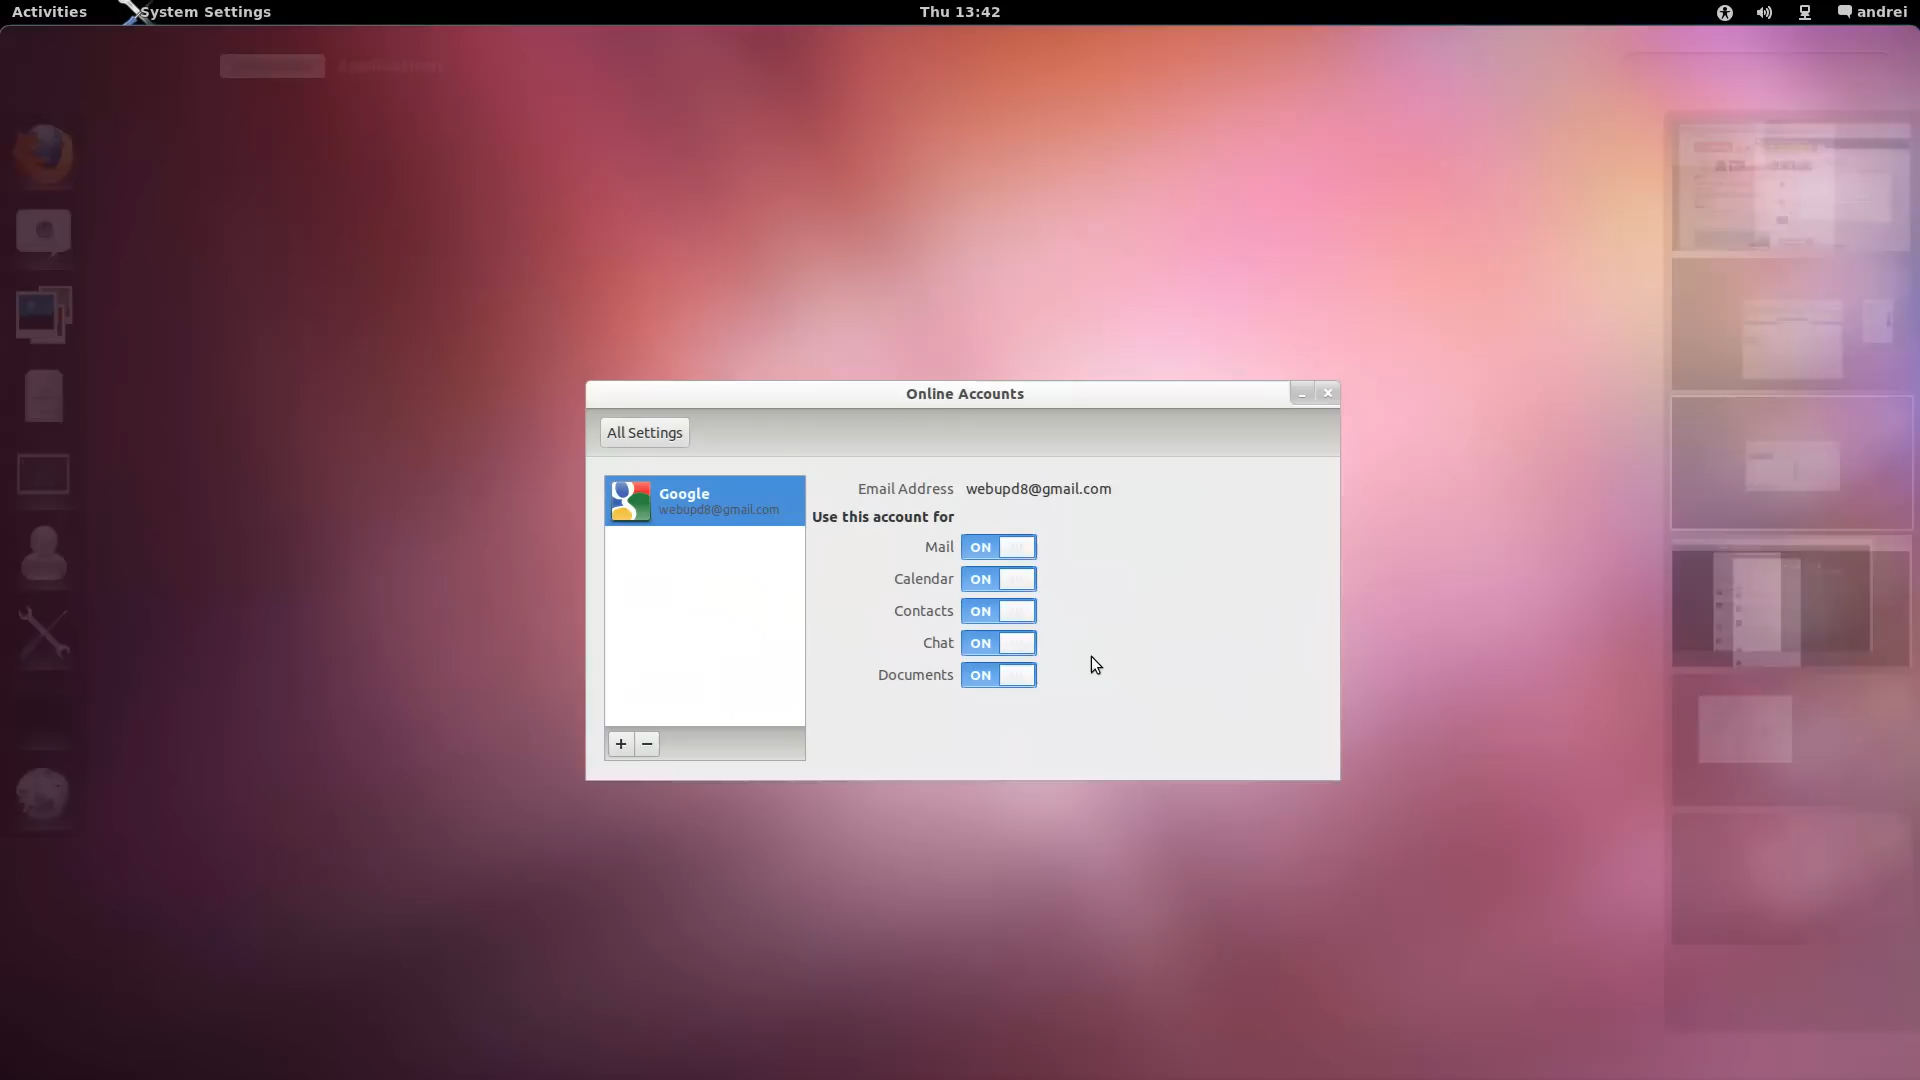 Activities
System Settings
Thu 13:42
andrei
Applications
Online Accounts
All Settings
Google
webupd8@gmail.com
Email Address webupd8@gmail.com
Use this account for
Mail ON
Calendar ON
Contacts ON
Chat ON
Documents ON